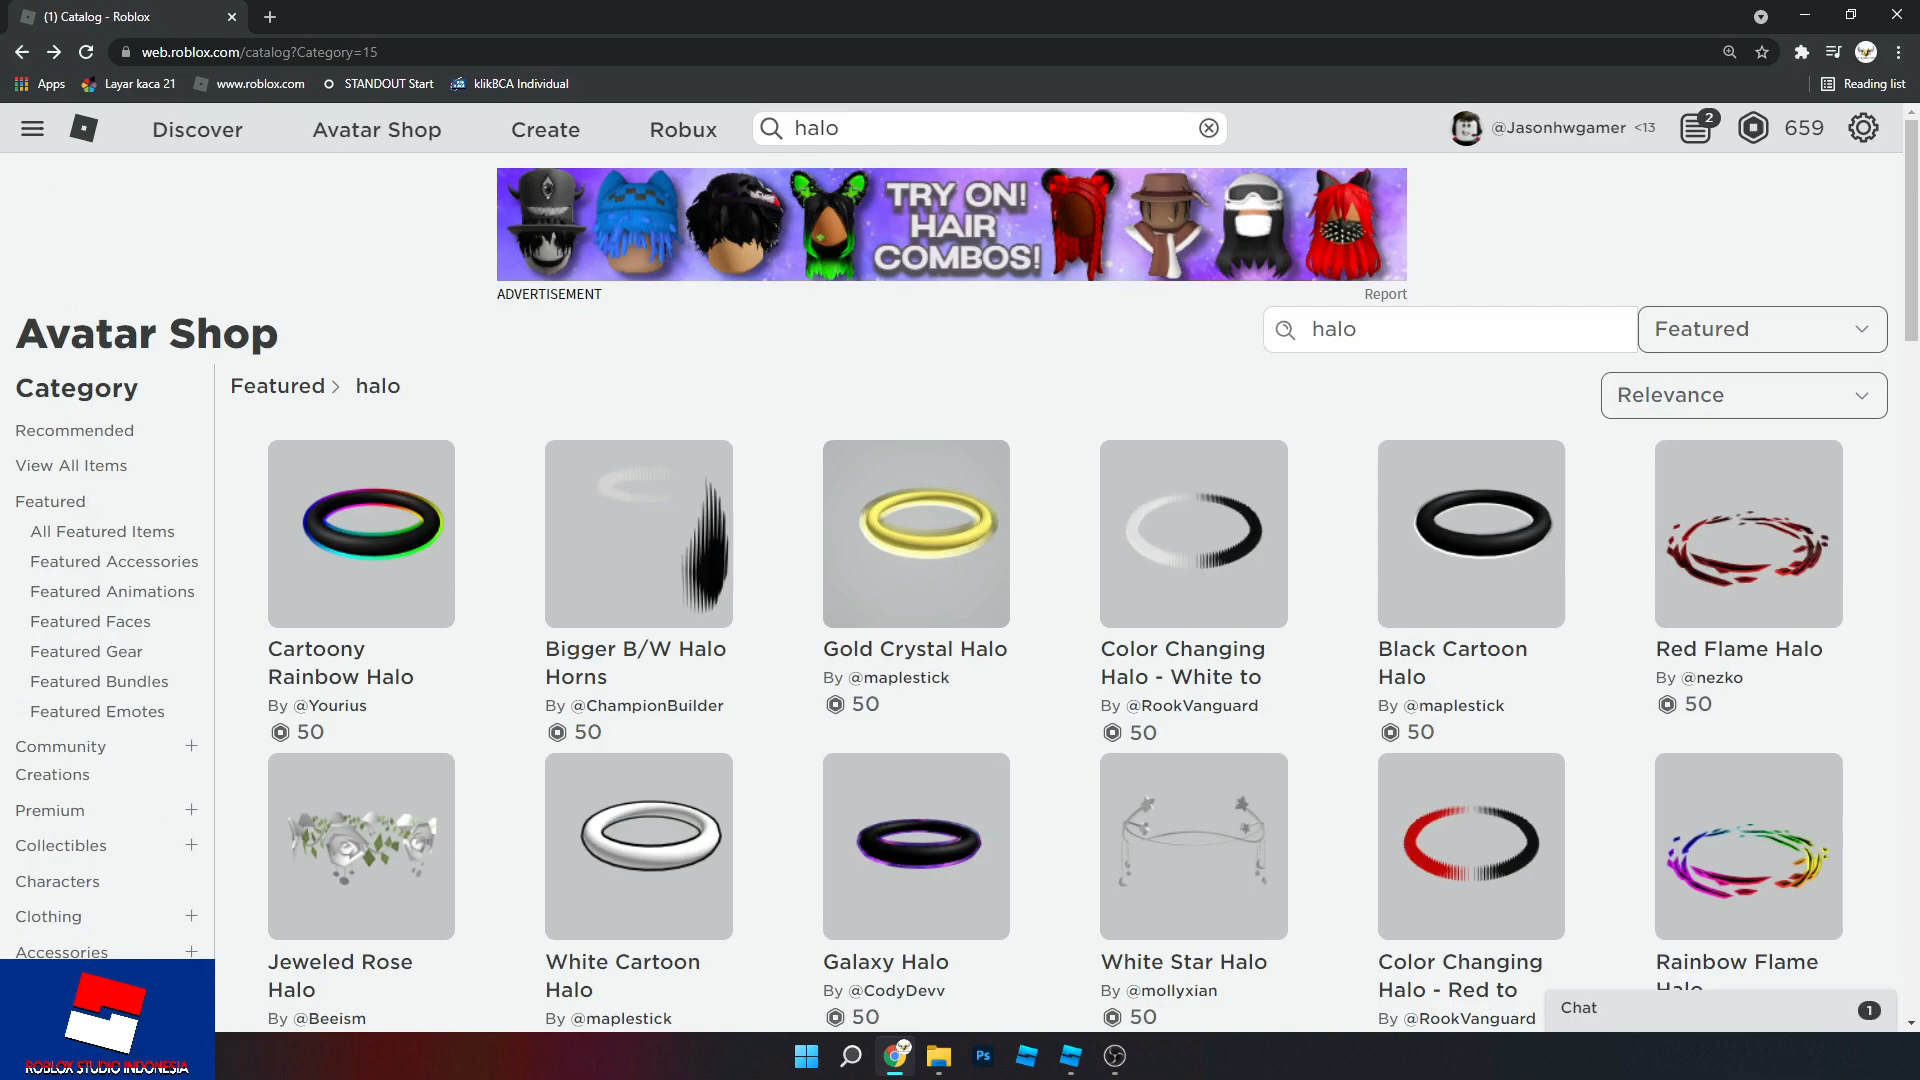 (1) Catalog - Roblox
web.roblox.com/catalog?Category=15
Apps
Layar kaca 21
www.roblox.com
STANDOUT Start
klikBCA Individual
Reading list
Discover
Avatar Shop
Create
Robux
halo
@Jasonhwgamer <13
2
659
TRY ON!
HAIR
COMBOS!
ADVERTISEMENT
Report
Avatar Shop
halo
Featured
Category
Featured > halo
Relevance
Recommended
View All Items
Featured
All Featured Items
Featured Accessories
Featured Animations
Featured Faces
Featured Gear
Featured Bundles
Featured Emotes
Community +
Creations
Premium +
Collectibles +
Characters
Clothing +
Accessories +
Cartoony
Rainbow Halo
By @Yourius
50
Bigger B/W Halo
Horns
By @ChampionBuilder
50
Gold Crystal Halo
By @maplestick
50
Color Changing
Halo - White to
By @RookVanguard
50
Black Cartoon
Halo
By @maplestick
50
Red Flame Halo
By @nezko
50
Jeweled Rose
Halo
By @Beeism
White Cartoon
Halo
By @maplestick
Galaxy Halo
By @CodyDevv
50
White Star Halo
By @mollyxian
50
Color Changing
Halo - Red to
By @RookVanguard
Rainbow Flame
Halo
Chat
1
ROBLOX STUDIO INDONESIA
Ps